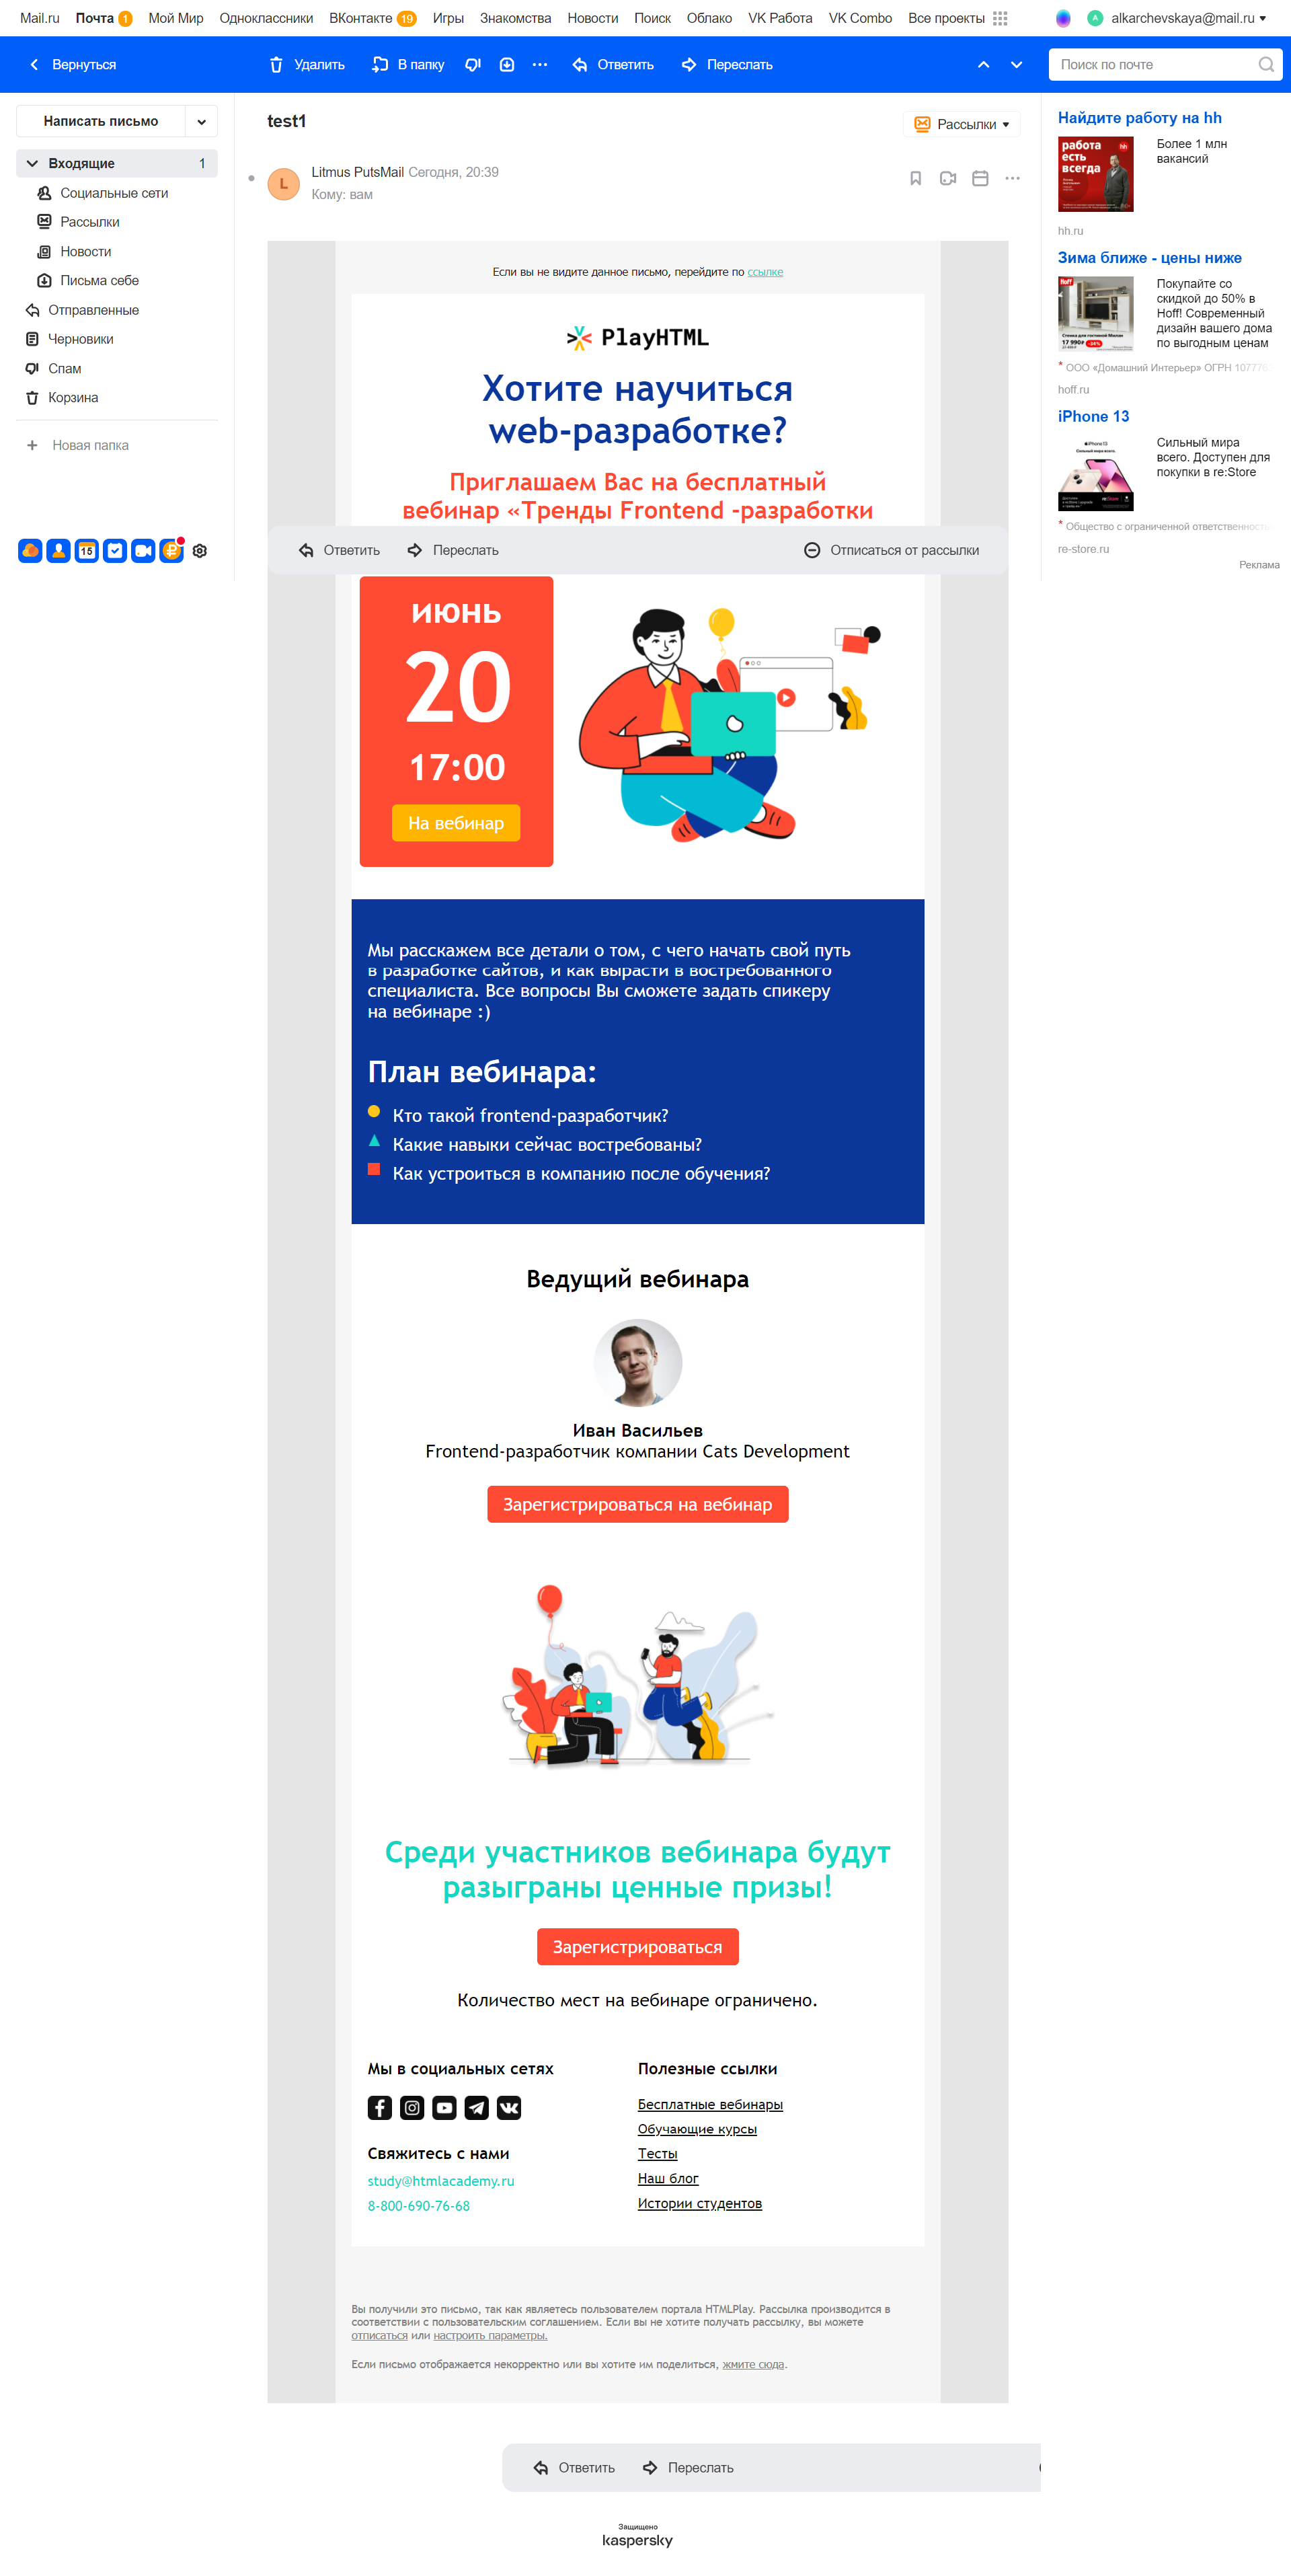 Mail.ru Почта 1 Мой Мир Одноклассники ВКонтакте 19 Игры Знакомства Новости Поиск Облако VK Работа VK Combo Все проекты alkarchevskaya@mail.ru
Вернуться Удалить В папку Ответить Переслать Поиск по почте
Написать письмо
Входящие 1
Социальные сети
Рассылки
Новости
Письма себе
Отправленные
Черновики
Спам
Корзина
Новая папка
15
test1
Рассылки
L
Litmus PutsMail Сегодня, 20:39
Кому: вам
Если вы не видите данное письмо, перейдите по ссылке
PlayHTML
Хотите научиться
web-разработке?
Приглашаем Вас на бесплатный
вебинар «Тренды Frontend -разработки
Ответить Переслать Отписаться от рассылки
июнь
20
17:00
На вебинар
Мы расскажем все детали о том, с чего начать свой путь
в разработке сайтов, и как вырасти в востребованного
специалиста. Все вопросы Вы сможете задать спикеру
на вебинаре :)
План вебинара:
Кто такой frontend-разработчик?
Какие навыки сейчас востребованы?
Как устроиться в компанию после обучения?
Ведущий вебинара
Иван Васильев
Frontend-разработчик компании Cats Development
Зарегистрироваться на вебинар
Среди участников вебинара будут
разыграны ценные призы!
Зарегистрироваться
Количество мест на вебинаре ограничено.
Мы в социальных сетях
Свяжитесь с нами
study@htmlacademy.ru
8-800-690-76-68
Полезные ссылки
Бесплатные вебинары
Обучающие курсы
Тесты
Наш блог
Истории студентов
Вы получили это письмо, так как являетесь пользователем портала HTMLPlay. Рассылка производится в
соответствии с пользовательским соглашением. Если вы не хотите получать рассылку, вы можете
отписаться или настроить параметры.
Если письмо отображается некорректно или вы хотите им поделиться, жмите сюда.
Ответить Переслать
Защищено
kaspersky
Найдите работу на hh
работа
есть
всегда
hh
Более 1 млн
вакансий
hh.ru
Зима ближе - цены ниже
Hoff
17 990₽ -34%
Покупайте со
скидкой до 50% в
Hoff! Современный
дизайн вашего дома
по выгодным ценам
* ООО «Домашний Интерьер» ОГРН 10777
hoff.ru
iPhone 13
iPhone 13
Сильный мира всего.
Сильный мира
всего. Доступен для
покупки в re:Store
* Общество с ограниченной ответственность
re-store.ru
Реклама